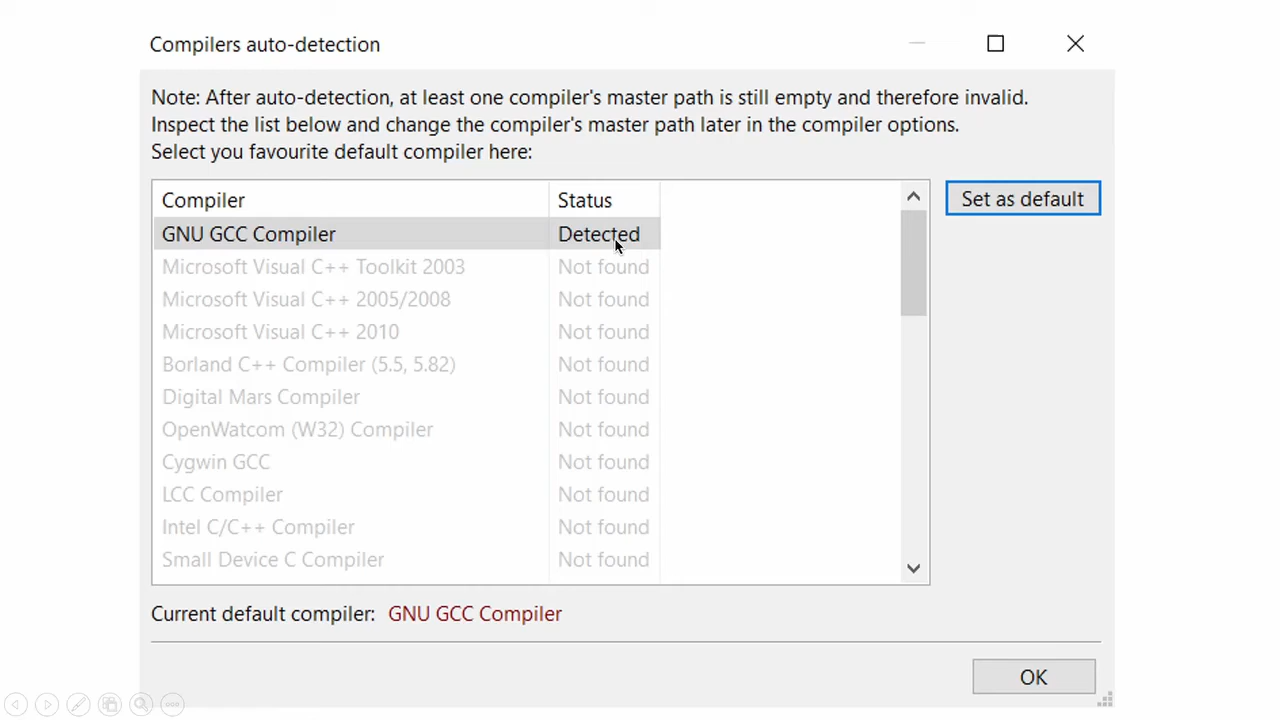 Compilers auto-detection
Note: After auto-detection, at least one compiler's master path is still empty and therefore invalid.
Inspect the list below and change the compiler's master path later in the compiler options.
Select you favourite default compiler here:
Compiler Status
Set as default
GNU GCC Compiler Detected
Microsoft Visual C++ Toolkit 2003 Not found
Microsoft Visual C++ 2005/2008 Not found
Microsoft Visual C++ 2010 Not found
Borland C++ Compiler (5.5, 5.82) Not found
Digital Mars Compiler Not found
OpenWatcom (W32) Compiler Not found
Cygwin GCC Not found
LCC Compiler Not found
Intel C/C++ Compiler Not found
Small Device C Compiler Not found
Current default compiler: GNU GCC Compiler
OK